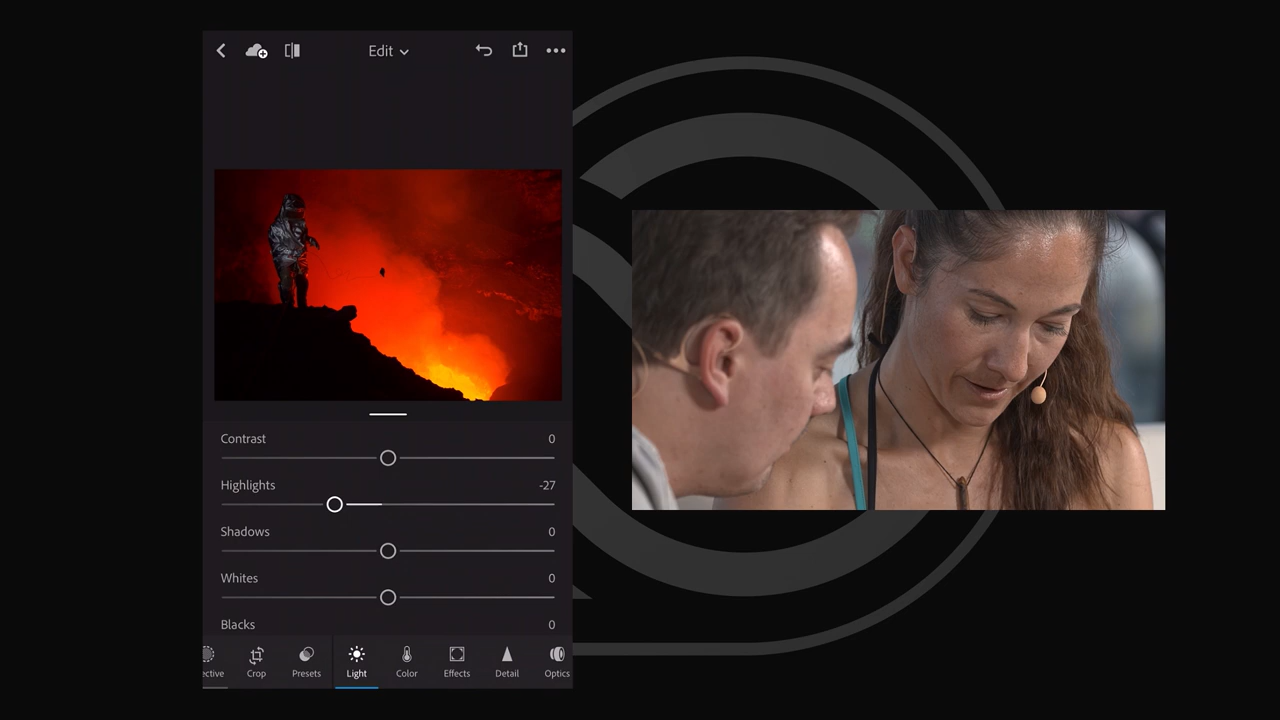 Edit
Contrast 0
Highlights -27
Shadows 0
Whites 0
Blacks 0
ective Crop Presets Light Color Effects Detail Optics